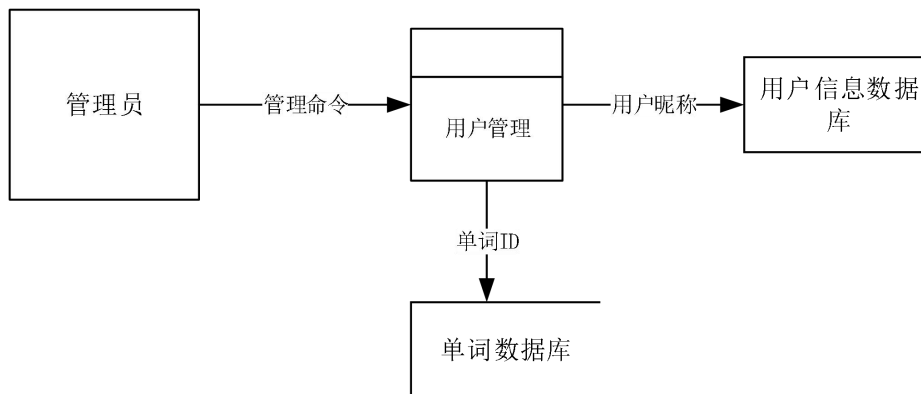 管理员
管理命令
用户管理
用户昵称
用户信息数据
库
单词ID
单词数据库